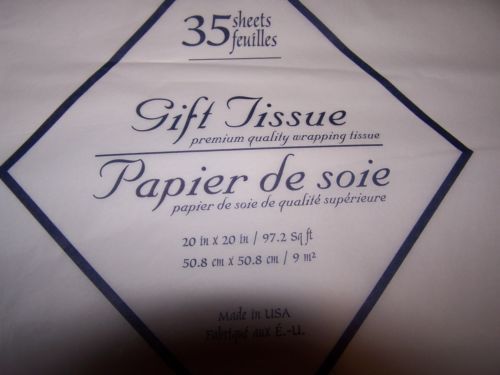 35 sheets
feuilles
Gift Tissue
premium quality wrapping tissue
Papier de soie
papier de soie de qualité supérieure
20 in x 20 in / 97.2 Sq ft
50.8 cm x 50.8 cm / 9 m²
Made in USA
Fabriqué aux É.-U.